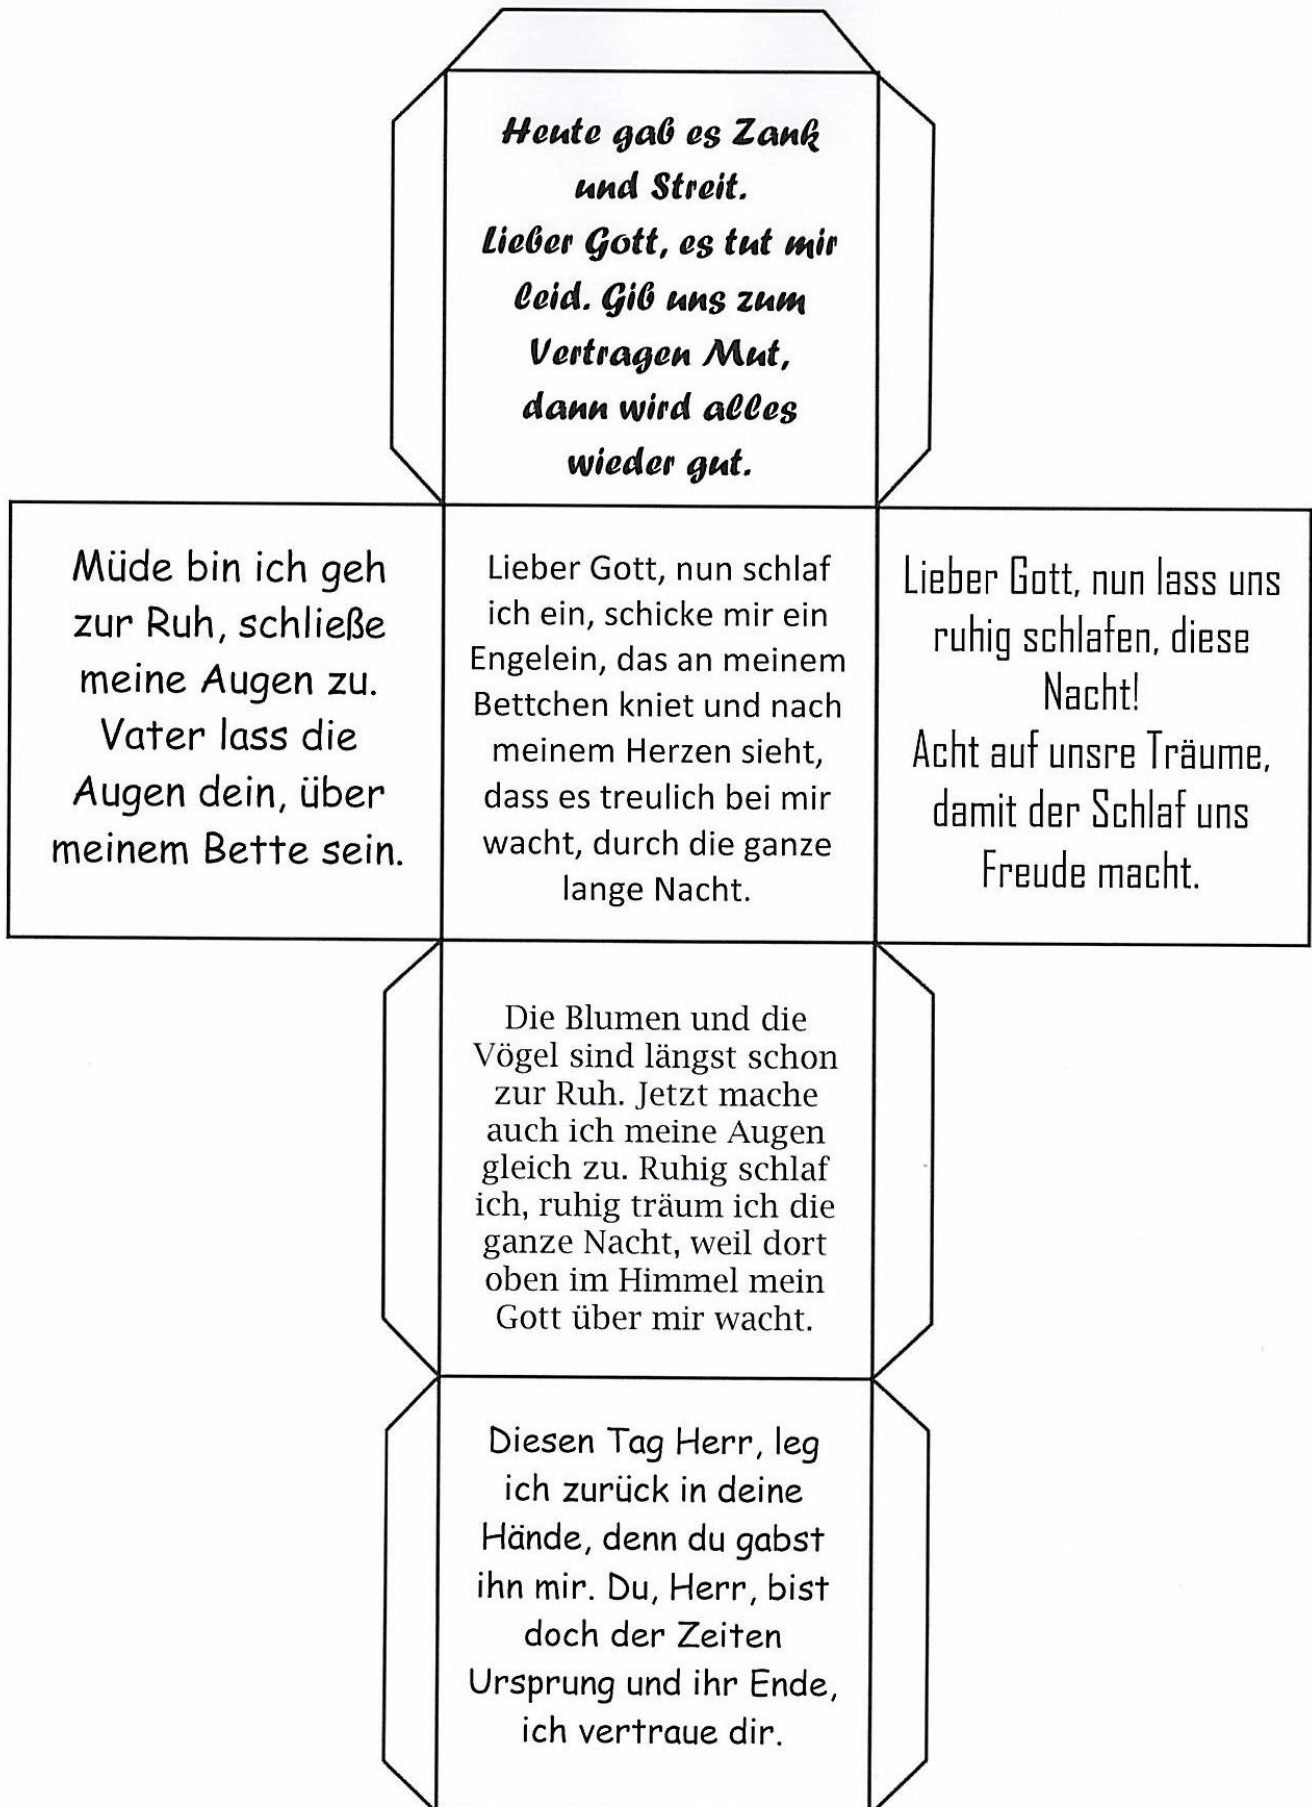 Heute gab es Zank
und Streit.
Lieber Gott, es tut mir
leid. Gib uns zum
Vertragen Mut,
dann wird alles
wieder gut.
Müde bin ich geh
zur Ruh, schließe
meine Augen zu.
Vater lass die
Augen dein, über
meinem Bette sein.
Lieber Gott, nun schlaf
ich ein, schicke mir ein
Engelein, das an meinem
Bettchen kniet und nach
meinem Herzen sieht,
dass es treulich bei mir
wacht, durch die ganze
lange Nacht.
Lieber Gott, nun lass uns
ruhig schlafen, diese
Nacht!
Acht auf unsre Träume,
damit der Schlaf uns
Freude macht.
Die Blumen und die
Vögel sind längst schon
zur Ruh. Jetzt mache
auch ich meine Augen
gleich zu. Ruhig schlaf
ich, ruhig träum ich die
ganze Nacht, weil dort
oben im Himmel mein
Gott über mir wacht.
Diesen Tag Herr, leg
ich zurück in deine
Hände, denn du gabst
ihn mir. Du, Herr, bist
doch der Zeiten
Ursprung und ihr Ende,
ich vertraue dir.